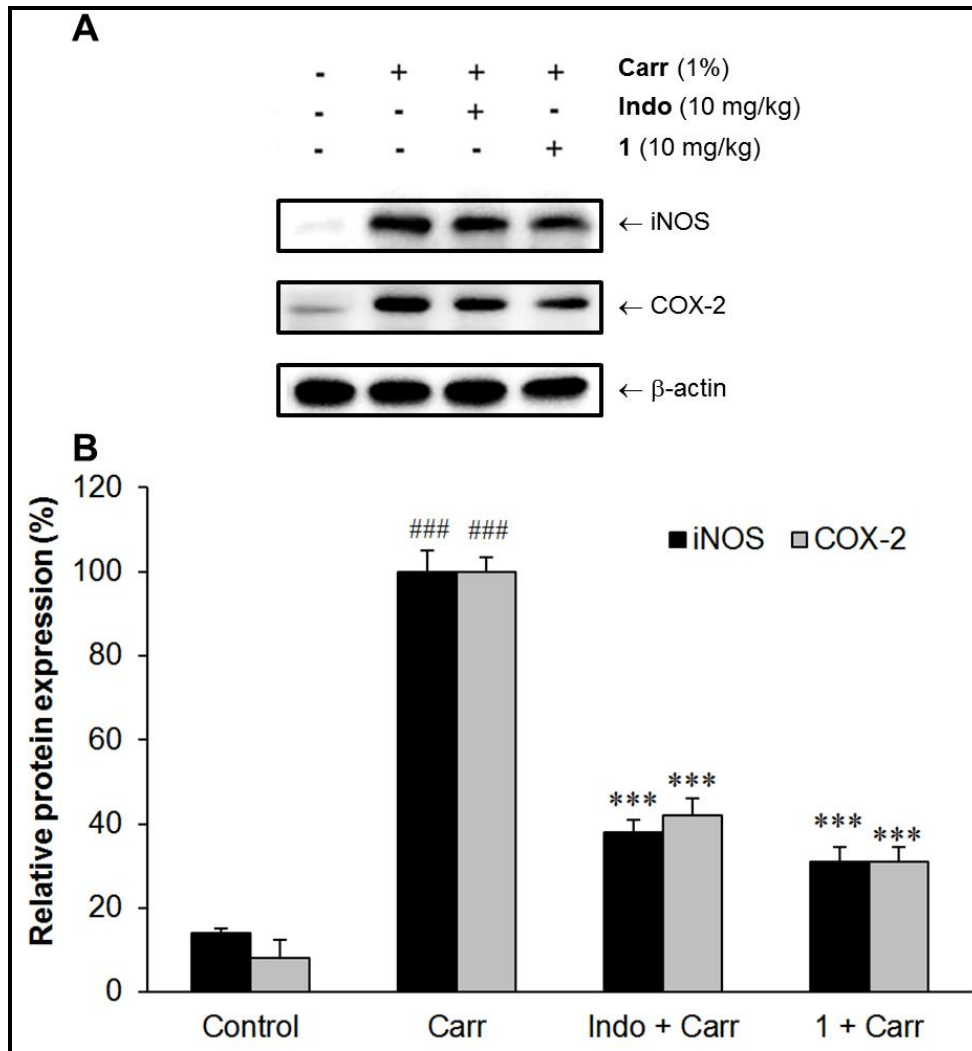 A
- + + + Carr (1%)
- - + - Indo (10 mg/kg)
- - - + 1 (10 mg/kg)
← iNOS
← COX-2
← β-actin
B
Relative protein expression (%)
120
100
80
60
40
20
0
### ###
iNOS COX-2
*** ***
*** ***
Control Carr Indo + Carr 1 + Carr